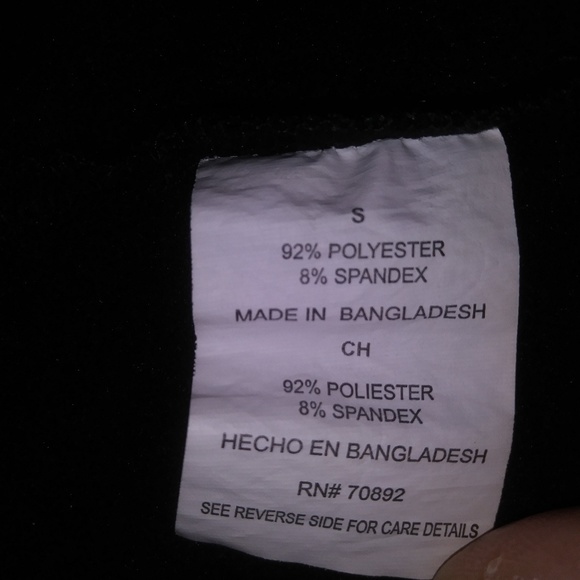 S
92% POLYESTER
8% SPANDEX
MADE IN BANGLADESH
CH
92% POLIESTER
8% SPANDEX
HECHO EN BANGLADESH
RN# 70892
SEE REVERSE SIDE FOR CARE DETAILS